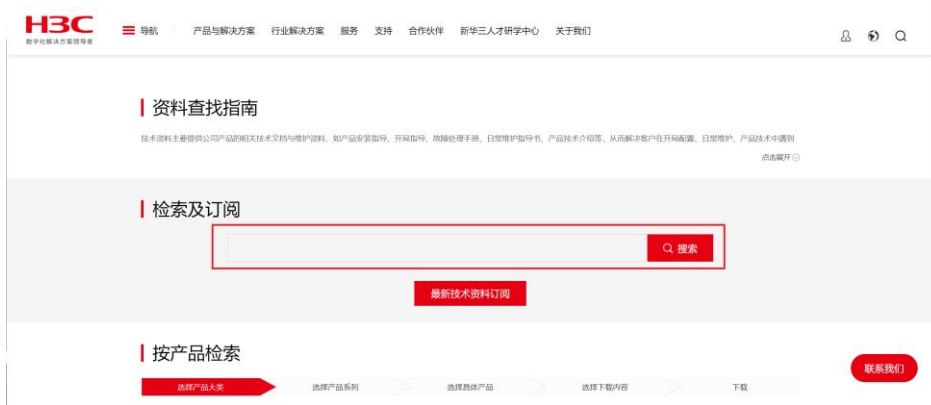 H3C
数字化解决方案领导者
导航 产品与解决方案 行业解决方案 服务 支持 合作伙伴 新华三人才研学中心 关于我们
资料查找指南
技术资料主要提供公司产品的相关技术文档与维护资料，如产品安装指导、开局指导、故障处理手册、日常维护指导书、产品技术介绍等，从而解决客户在开局配置、日常维护、产品技术中遇到
点击展开
检索及订阅
搜索
最新技术资料订阅
按产品检索
联系我们
选择产品大类 选择产品系列 选择具体产品 选择下载内容 下载